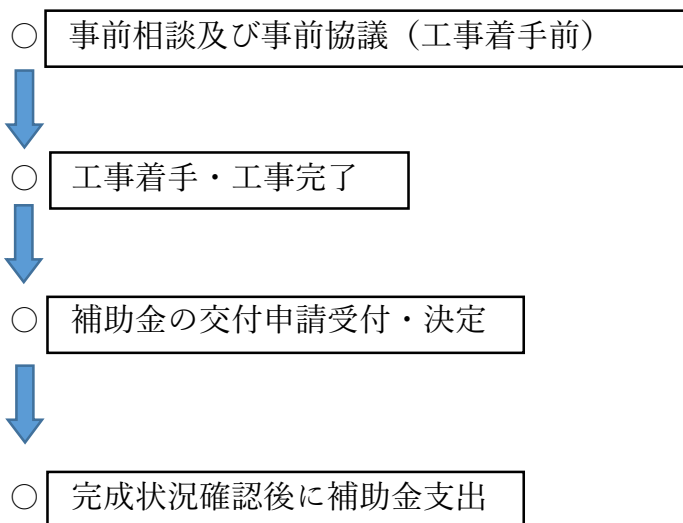 ○ 事前相談及び事前協議（工事着手前）
○ 工事着手・工事完了
○ 補助金の交付申請受付・決定
○ 完成状況確認後に補助金支出